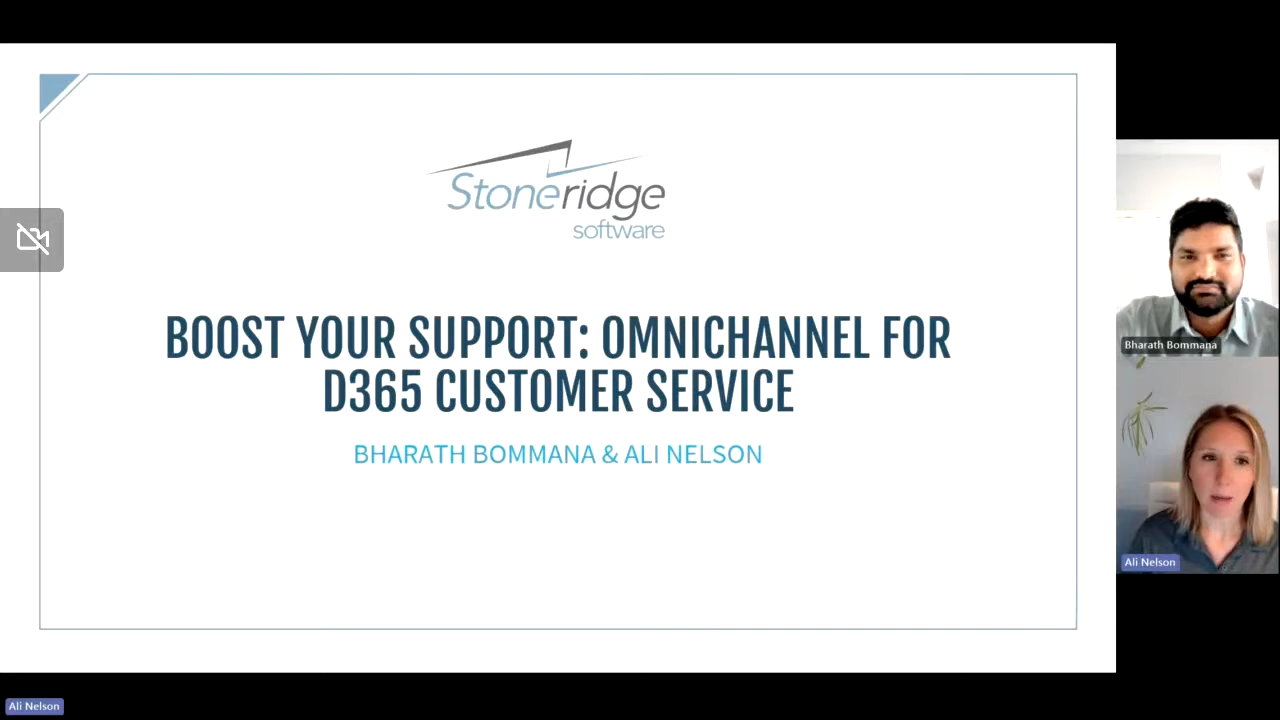 Stoneridge
software
BOOST YOUR SUPPORT: OMNICHANNEL FOR
D365 CUSTOMER SERVICE
BHARATH BOMMANA & ALI NELSON
Bharath Bommana
Ali Nelson
Ali Nelson